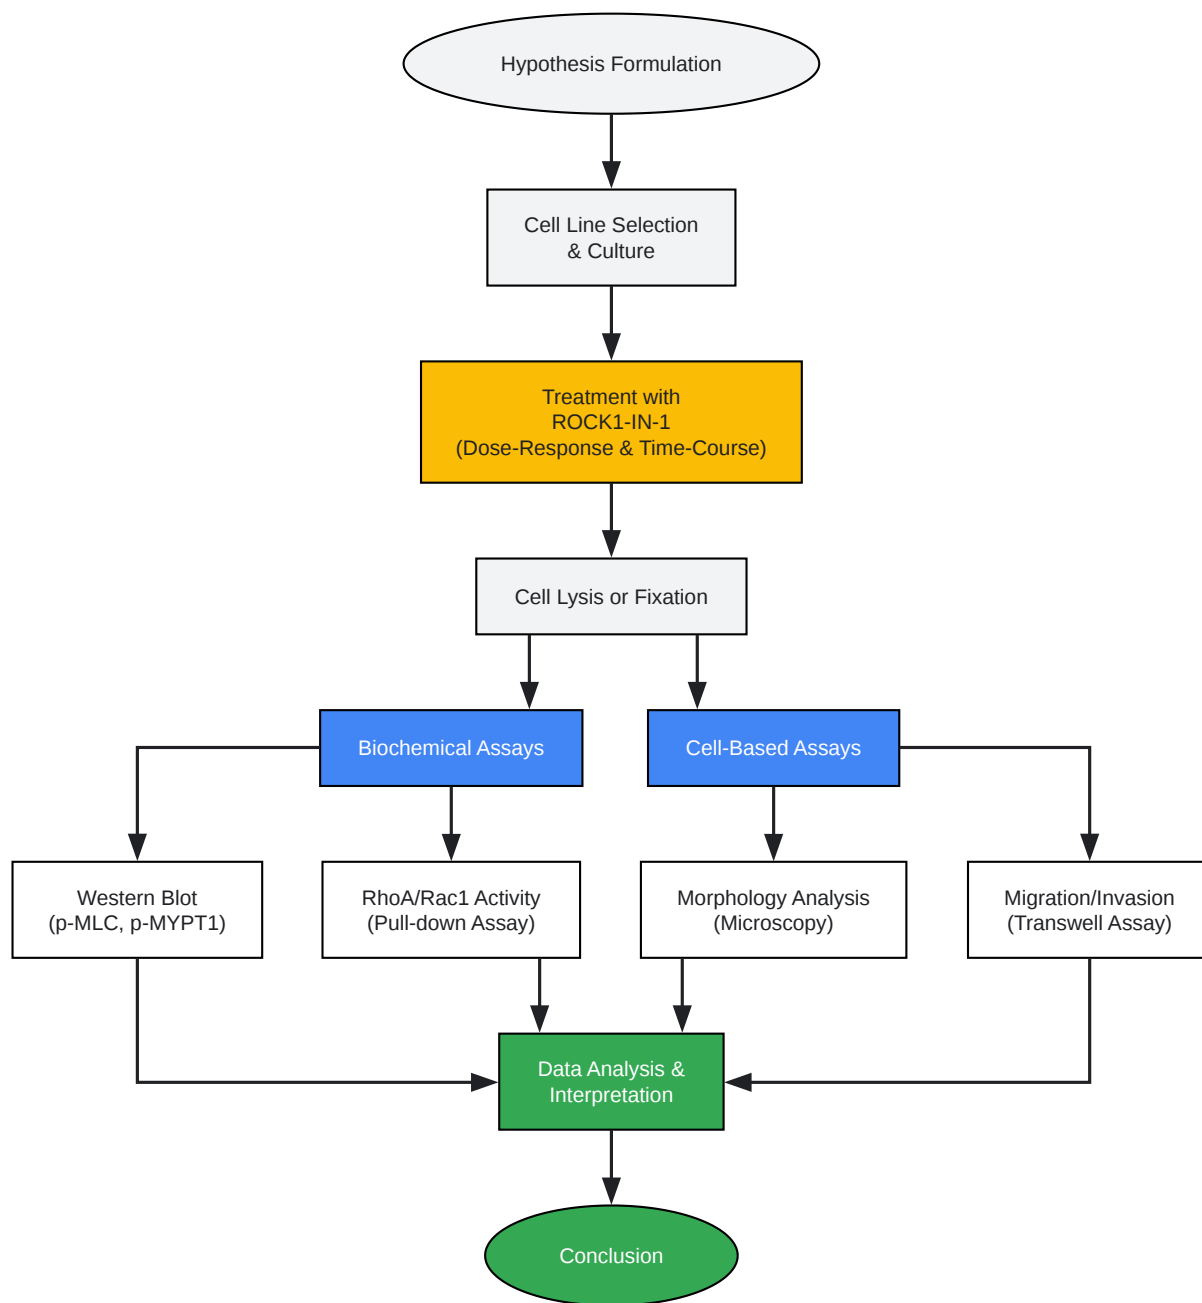 Hypothesis Formulation
Cell Line Selection
& Culture
Treatment with
ROCK1-IN-1
(Dose-Response & Time-Course)
Cell Lysis or Fixation
Biochemical Assays
Cell-Based Assays
Western Blot
(p-MLC, p-MYPT1)
RhoA/Rac1 Activity
(Pull-down Assay)
Morphology Analysis
(Microscopy)
Migration/Invasion
(Transwell Assay)
Data Analysis &
Interpretation
Conclusion